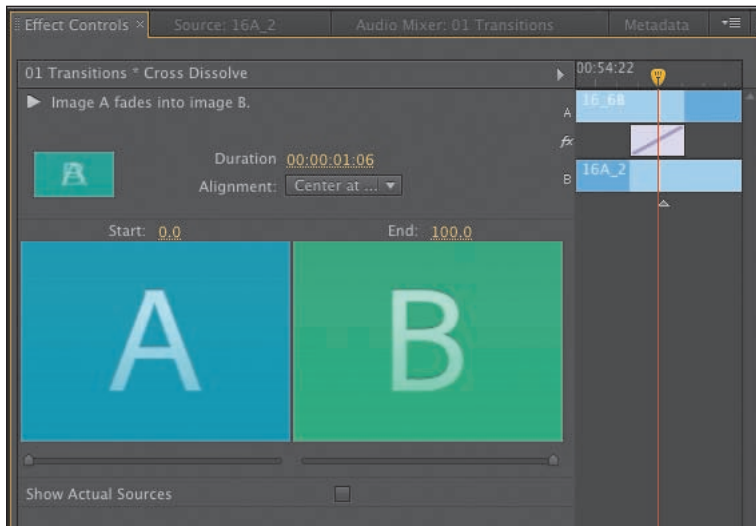 Effect Controls × Source: 16A_2 Audio Mixer: 01 Transitions Metadata
01 Transitions * Cross Dissolve
Image A fades into image B.
Duration 00:00:01:06
Alignment: Center at ...
Start: 0.0 End: 100.0
A B
Show Actual Sources
00:54:22
A 16_6B
fx
B 16A_2